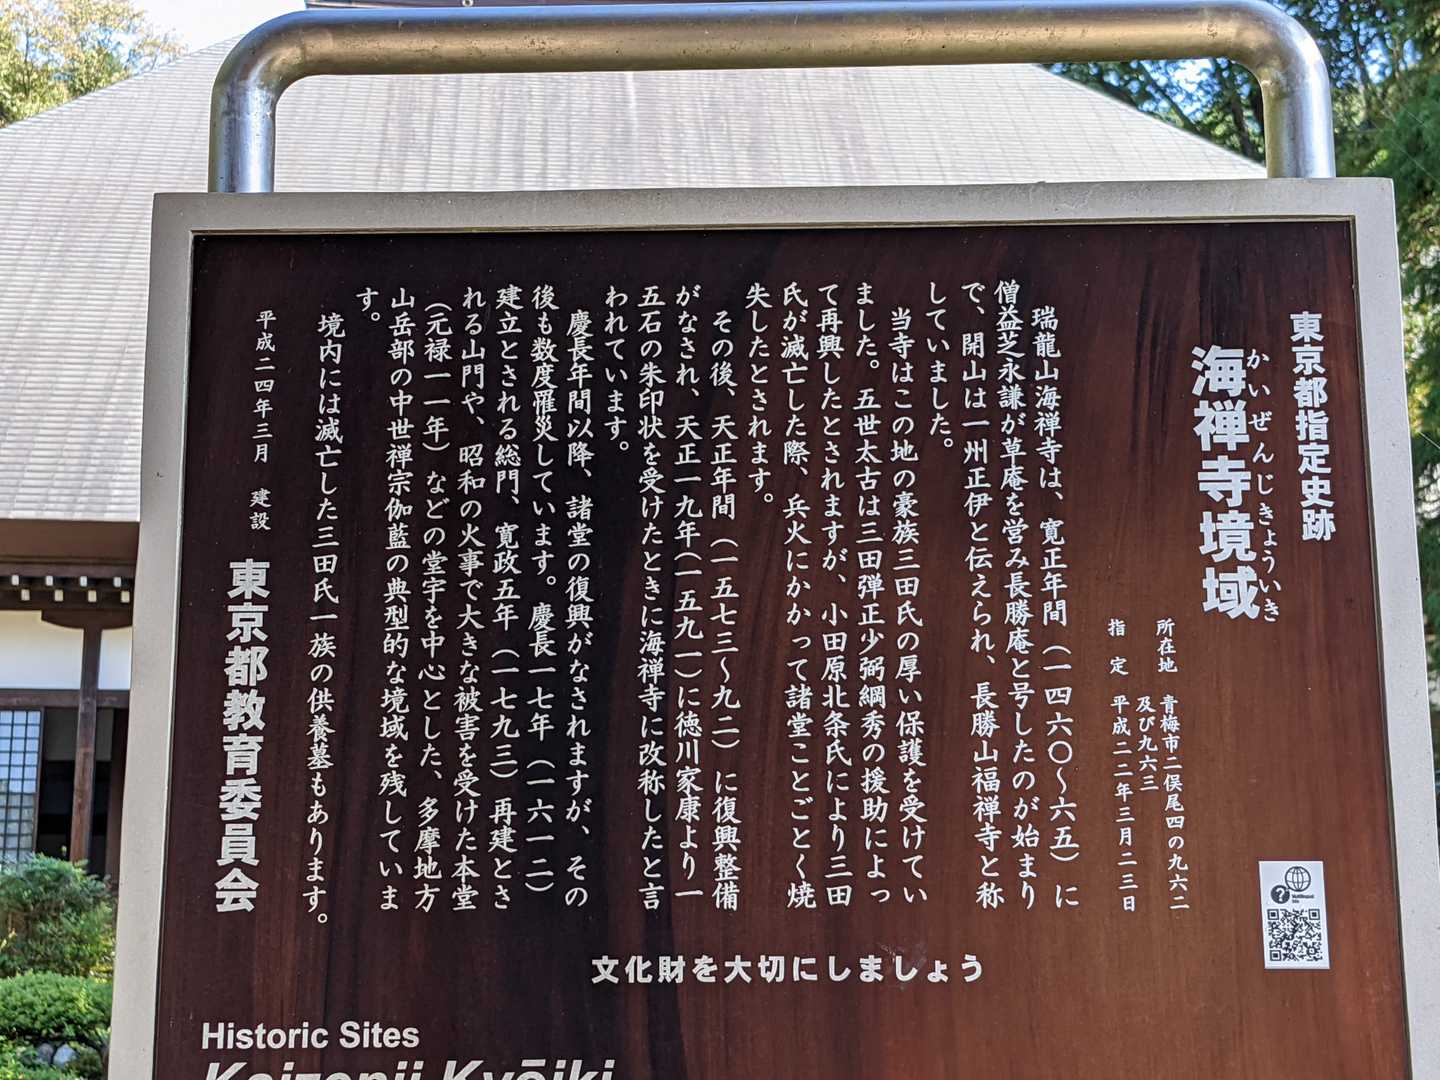 東京都指定史跡
かいぜんじきょういき
海禅寺境域
所在地 青梅市二俣尾四の九六二
及び九六三
指定 平成二二年三月二三日
瑞龍山海禅寺は、寛正年間（一四六〇～六五）に
僧益芝永謙が草庵を営み長勝庵と号したのが始まり
で、開山は一州正伊と伝えられ、長勝山福禅寺と称
していました。
当寺はこの地の豪族三田氏の厚い保護を受けてい
ました。五世太古は三田弾正少弼綱秀の援助によっ
て再興したとされますが、小田原北条氏により三田
氏が滅亡した際、兵火にかかって諸堂ことごとく焼
失したとされます。
その後、天正年間（一五七三～九二）に復興整備
がなされ、天正一九年（一五九一）に徳川家康より一
五石の朱印状を受けたときに海禅寺に改称したと言
われています。
慶長年間以降、諸堂の復興がなされますが、その
後も数度罹災しています。慶長一七年（一六一二）
建立とされる総門、寛政五年（一七九三）再建とさ
れる山門や、昭和の火事で大きな被害を受けた本堂
（元禄一一年）などの堂宇を中心とした、多摩地方
山岳部の中世禅宗伽藍の典型的な境域を残していま
す。
境内には滅亡した三田氏一族の供養墓もあります。
平成二四年三月 建設
東京都教育委員会
文化財を大切にしましょう
Historic Sites
Kaizenji Kyōiki